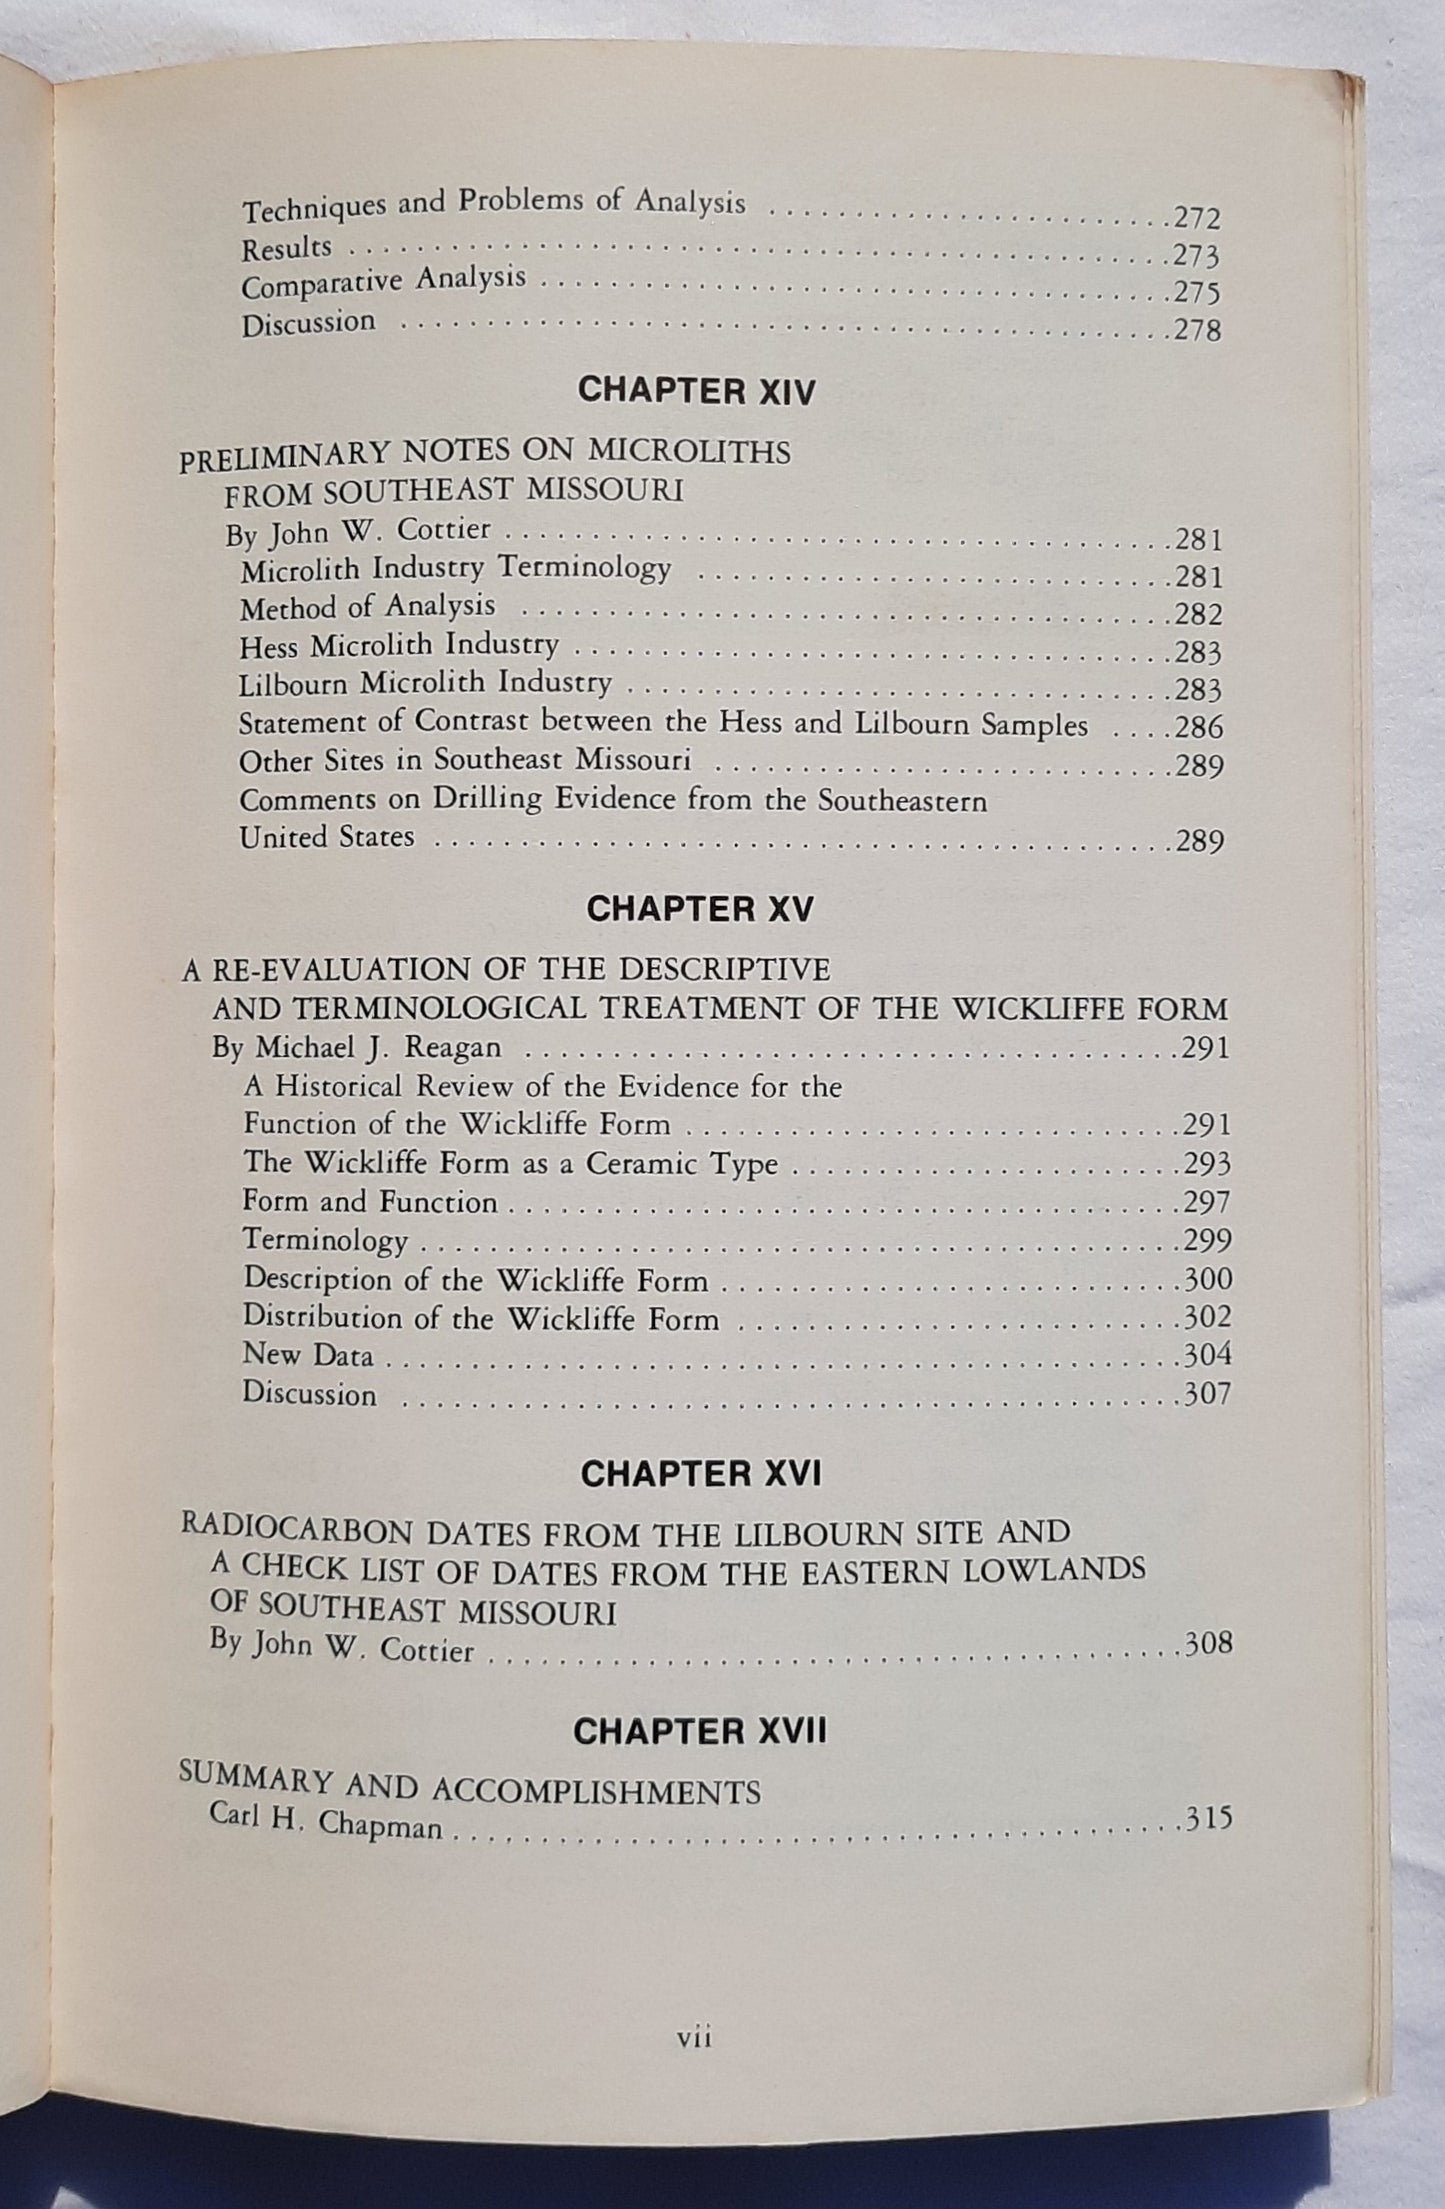 Techniques and Problems of Analysis ........................272
Results ................................................273
Comparative Analysis .....................................275
Discussion .............................................278
CHAPTER XIV
PRELIMINARY NOTES ON MICROLITHS
FROM SOUTHEAST MISSOURI
By John W. Cottier .......................................281
Microlith Industry Terminology ............................281
Method of Analysis ......................................282
Hess Microlith Industry ...................................283
Lilbourn Microlith Industry ................................283
Statement of Contrast between the Hess and Lilbourn Samples ....286
Other Sites in Southeast Missouri ...........................289
Comments on Drilling Evidence from the Southeastern
United States ...........................................289
CHAPTER XV
A RE-EVALUATION OF THE DESCRIPTIVE
AND TERMINOLOGICAL TREATMENT OF THE WICKLIFFE FORM
By Michael J. Reagan ......................................291
A Historical Review of the Evidence for the
Function of the Wickliffe Form .............................291
The Wickliffe Form as a Ceramic Type .......................293
Form and Function .......................................297
Terminology ............................................299
Description of the Wickliffe Form ...........................300
Distribution of the Wickliffe Form ..........................302
New Data ..............................................304
Discussion .............................................307
CHAPTER XVI
RADIOCARBON DATES FROM THE LILBOURN SITE AND
A CHECK LIST OF DATES FROM THE EASTERN LOWLANDS
OF SOUTHEAST MISSOURI
By John W. Cottier ........................................308
CHAPTER XVII
SUMMARY AND ACCOMPLISHMENTS
Carl H. Chapman ..........................................315
vii